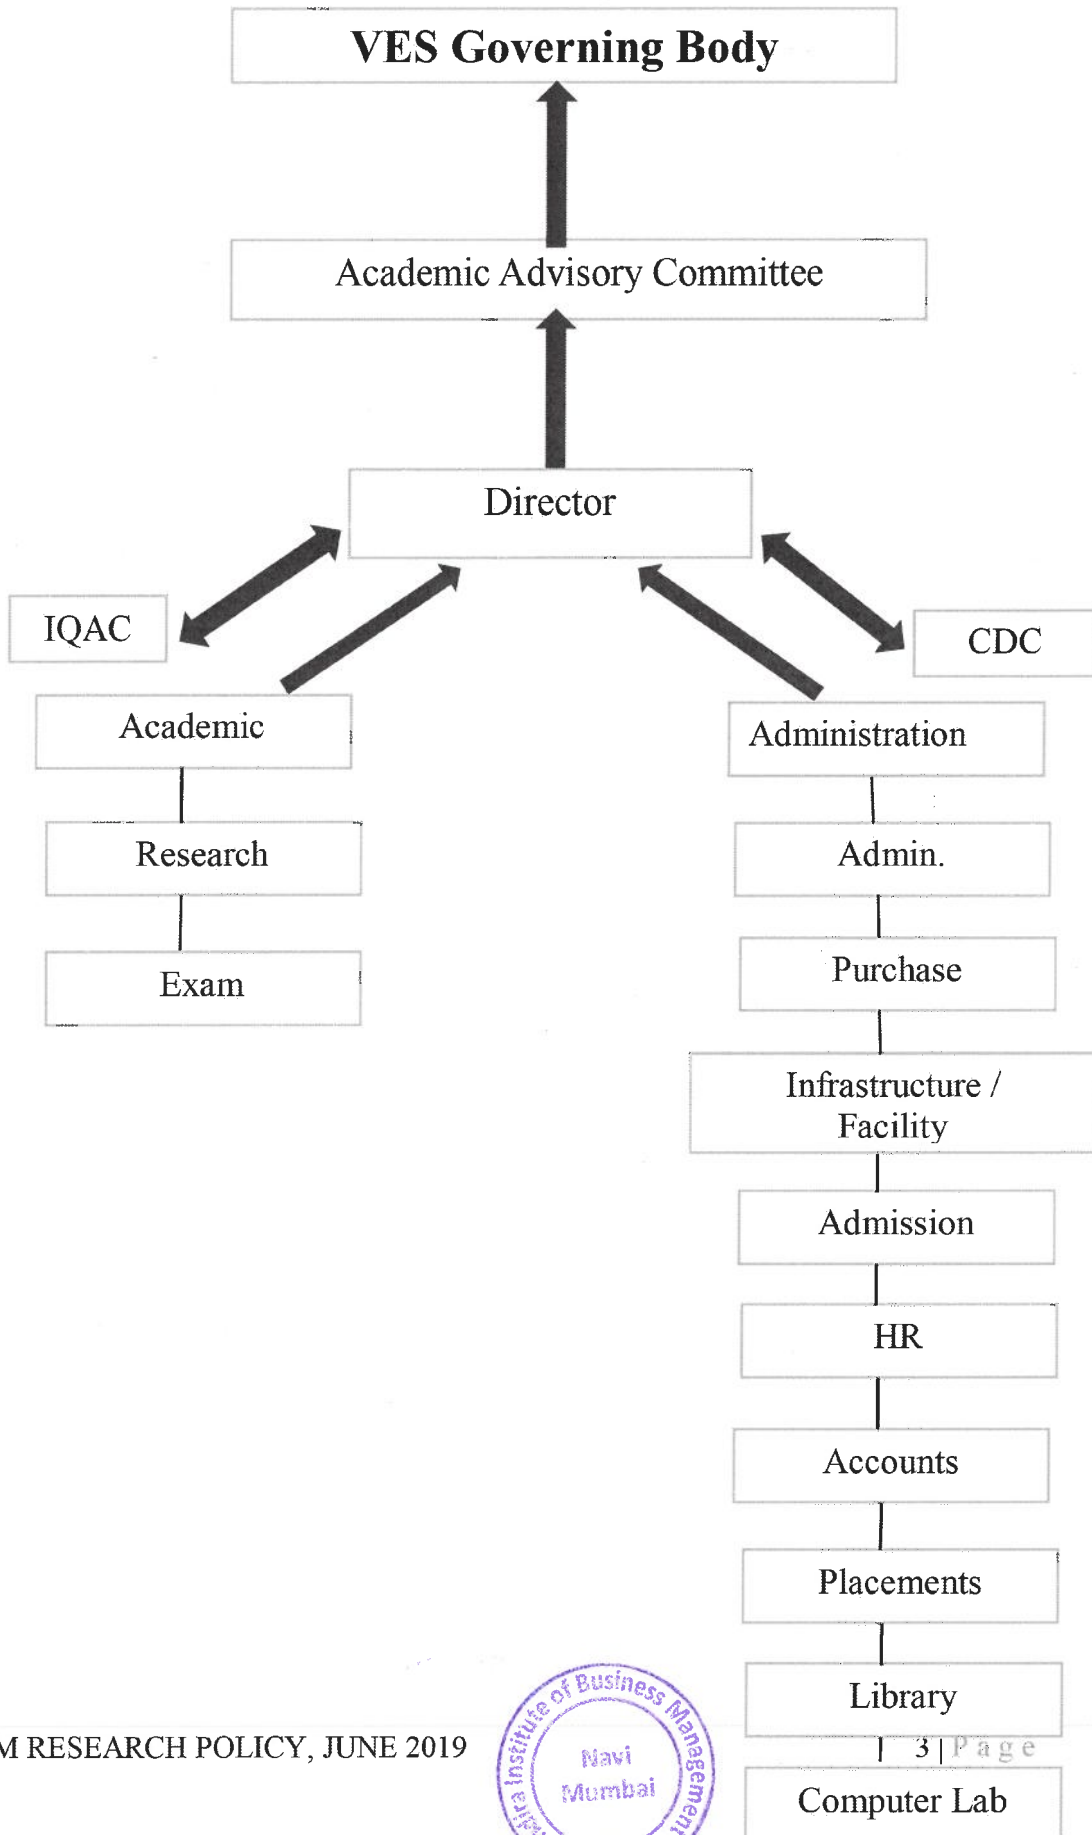 VES Governing Body
Academic Advisory Committee
Director
IQAC
CDC
Academic
Administration
Research
Admin.
Exam
Purchase
Infrastructure /
Facility
Admission
HR
Accounts
Placements
Library
M RESEARCH POLICY, JUNE 2019
3 | Page
Computer Lab
Institute of Business Management
Navi
Mumbai